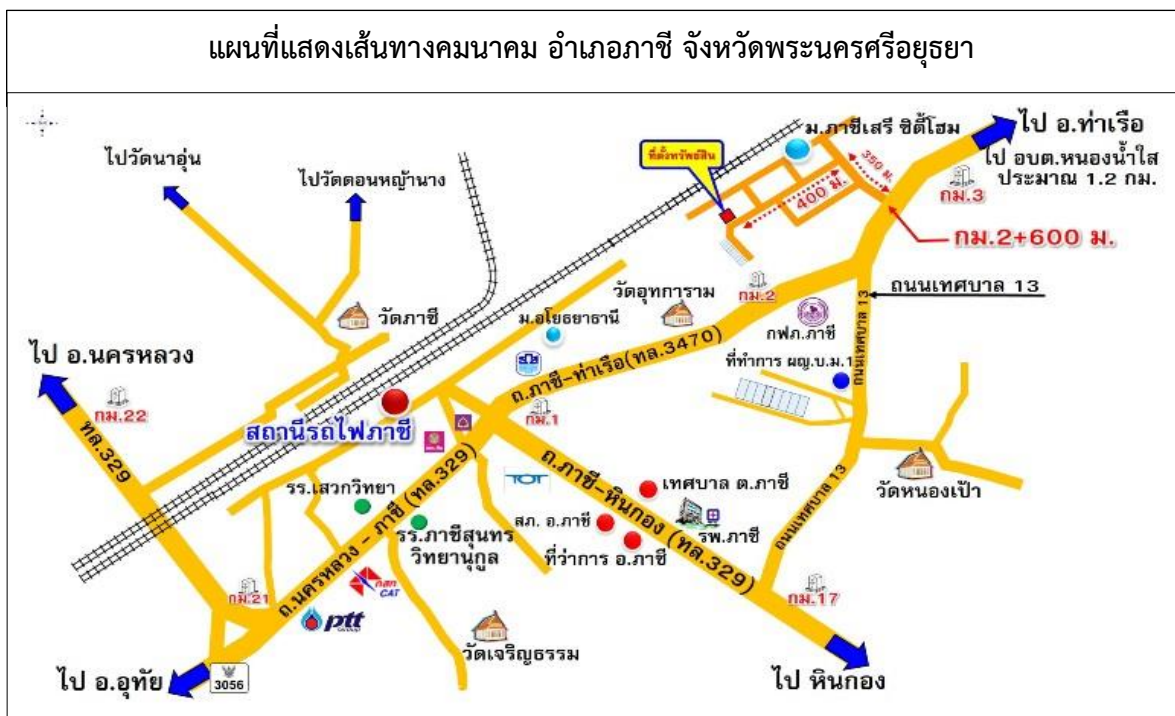 แผนที่แสดงเส้นทางคมนาคม อำเภอภาชี จังหวัดพระนครศรีอยุธยา
ไปวัดนาอุ่น
ไปวัดดอนหญ้านาง
ที่ตั้งทรัพย์สิน
ม.ภาชีเสรี ซิตี้โฮม
ไป อ.ท่าเรือ
ไป อบต.หนองน้ำใส
ประมาณ 1.2 กม.
350 ม.
400 ม.
กม.3
กม.2+600 ม.
กม.2
ถนนเทศบาล 13
ถนนเทศบาล 13
วัดอุทการาม
ม.อโยธยาธานี
วัดภาชี
กฟภ.ภาชี
ที่ทำการ ผญ.บ.ม.1
ถ.ภาชี-ท่าเรือ(ทล.3470)
ไป อ.นครหลวง
กม.22
ทล.329
สถานีรถไฟภาชี
กม.1
ถ.ภาชี-หินกอง (ทล.329)
TOT
เทศบาล ต.ภาชี
สภ. อ.ภาชี
ที่ว่าการ อ.ภาชี
รพ.ภาชี
วัดหนองเป้า
ถนนเทศบาล 13
รร.เสวกวิทยา
รร.ภาชีสุนทร
วิทยานุกูล
ถ.นครหลวง - ภาชี (ทล.329)
กม.21
กสท
CAT
ptt
วัดเจริญธรรม
กม.17
ไป อ.อุทัย
3056
ไป หินกอง